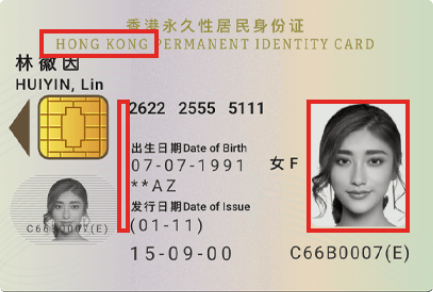 香港永久性居民身份证
HONG KONG PERMANENT IDENTITY CARD
林徽因
HUIYIN, Lin
2622 2555 5111
出生日期Date of Birth
07-07-1991 女 F
**AZ
发行日期Date of Issue
(01-11)
15-09-00
C66B0007(E)
C66B0007(E)